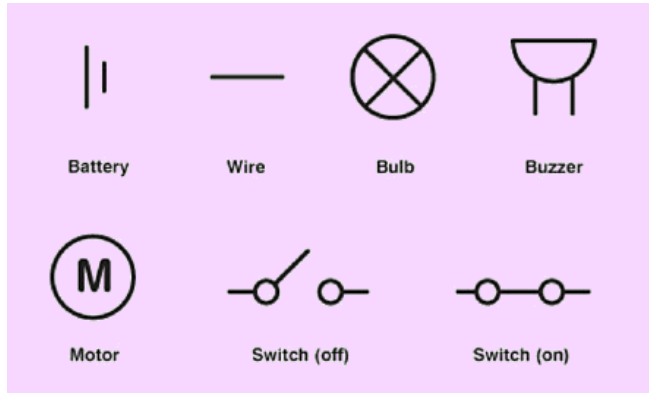 Battery
Wire
Bulb
Buzzer
M
Motor
Switch (off)
Switch (on)